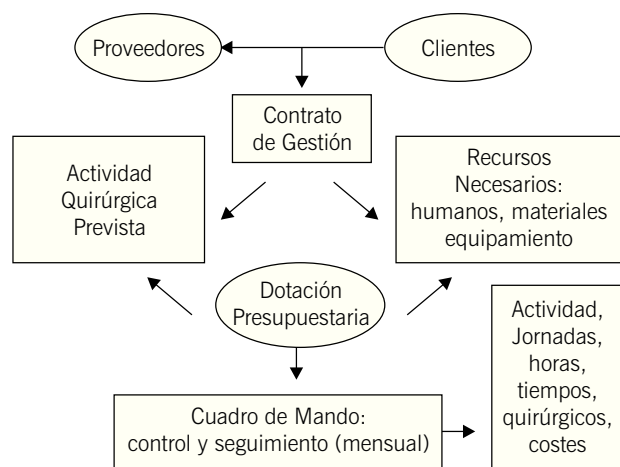 Proveedores
Clientes
Contrato
de Gestión
Actividad
Quirúrgica
Prevista
Recursos
Necesarios:
humanos, materiales
equipamiento
Dotación
Presupuestaria
Actividad,
Jornadas,
horas,
tiempos,
quirúrgicos,
costes
Cuadro de Mando:
control y seguimiento (mensual)